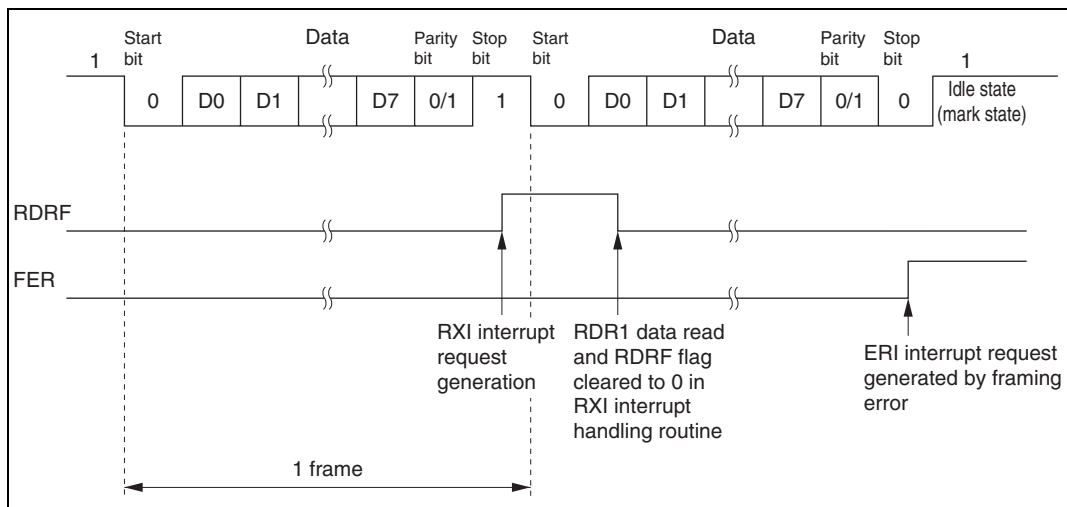 Start bit
Data
Parity bit
Stop bit
Start bit
Data
Parity bit
Stop bit
1
0
D0
D1
D7
0/1
1
0
D0
D1
D7
0/1
0
1
Idle state
(mark state)
RDRF
FER
RXI interrupt
request
generation
RDR1 data read
and RDRF flag
cleared to 0 in
RXI interrupt
handling routine
ERI interrupt request
generated by framing
error
1 frame